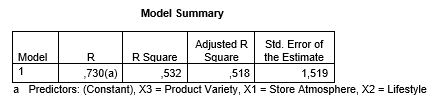 Model Summary
Adjusted R Std. Error of
Model R R Square Square the Estimate
1 ,730(a) ,532 ,518 1,519
a Predictors: (Constant), X3 = Product Variety, X1 = Store Atmosphere, X2 = Lifestyle